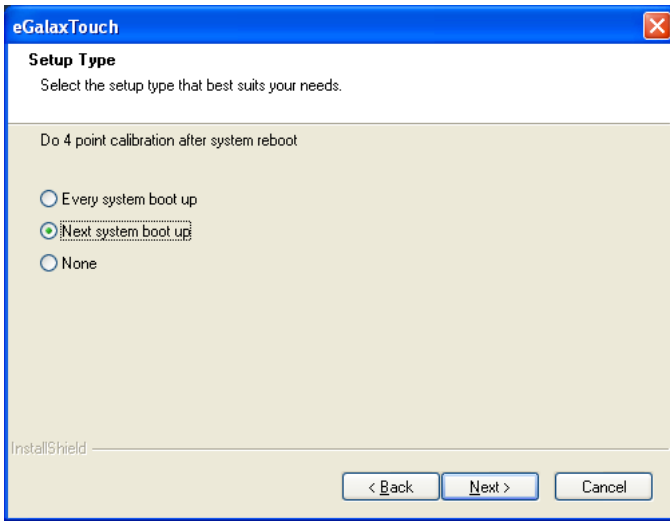 eGalaxTouch
Setup Type
Select the setup type that best suits your needs.
Do 4 point calibration after system reboot
Every system boot up
Next system boot up
None
InstallShield
< Back Next > Cancel